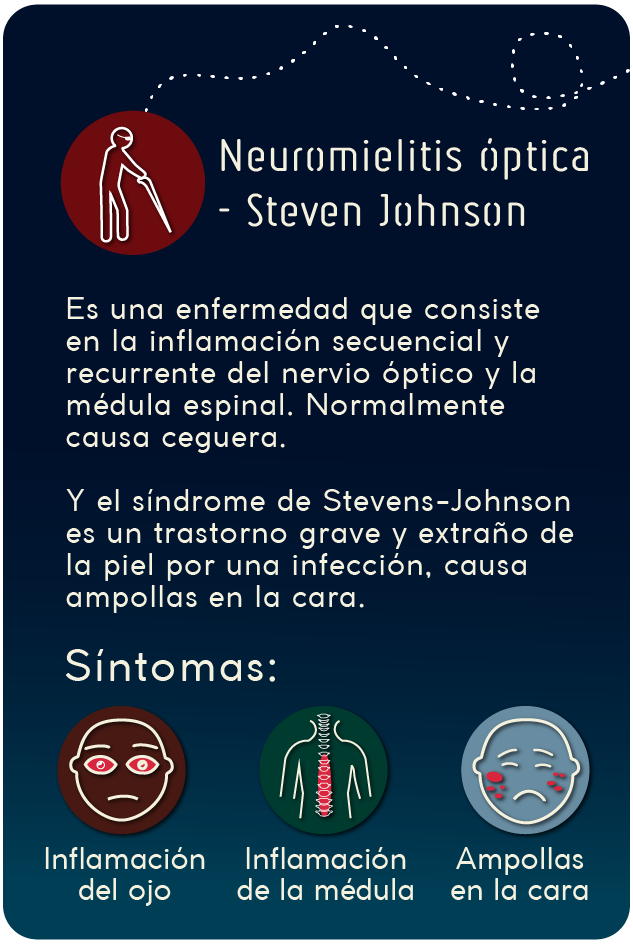 Neuromielitis óptica
- Steven Johnson
Es una enfermedad que consiste
en la inflamación secuencial y
recurrente del nervio óptico y la
médula espinal. Normalmente
causa ceguera.
Y el síndrome de Stevens-Johnson
es un trastorno grave y extraño de
la piel por una infección, causa
ampollas en la cara.
Síntomas:
Inflamación
del ojo
Inflamación
de la médula
Ampollas
en la cara